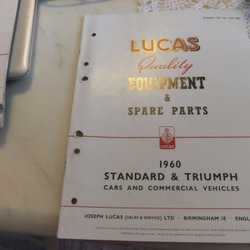 LUCAS
Quality
EQUIPMENT
&
SPARE PARTS
LUCAS
1960
STANDARD & TRIUMPH
CARS AND COMMERCIAL VEHICLES
JOSEPH LUCAS (SALES & SERVICE) LTD · BIRMINGHAM 18 · ENGL